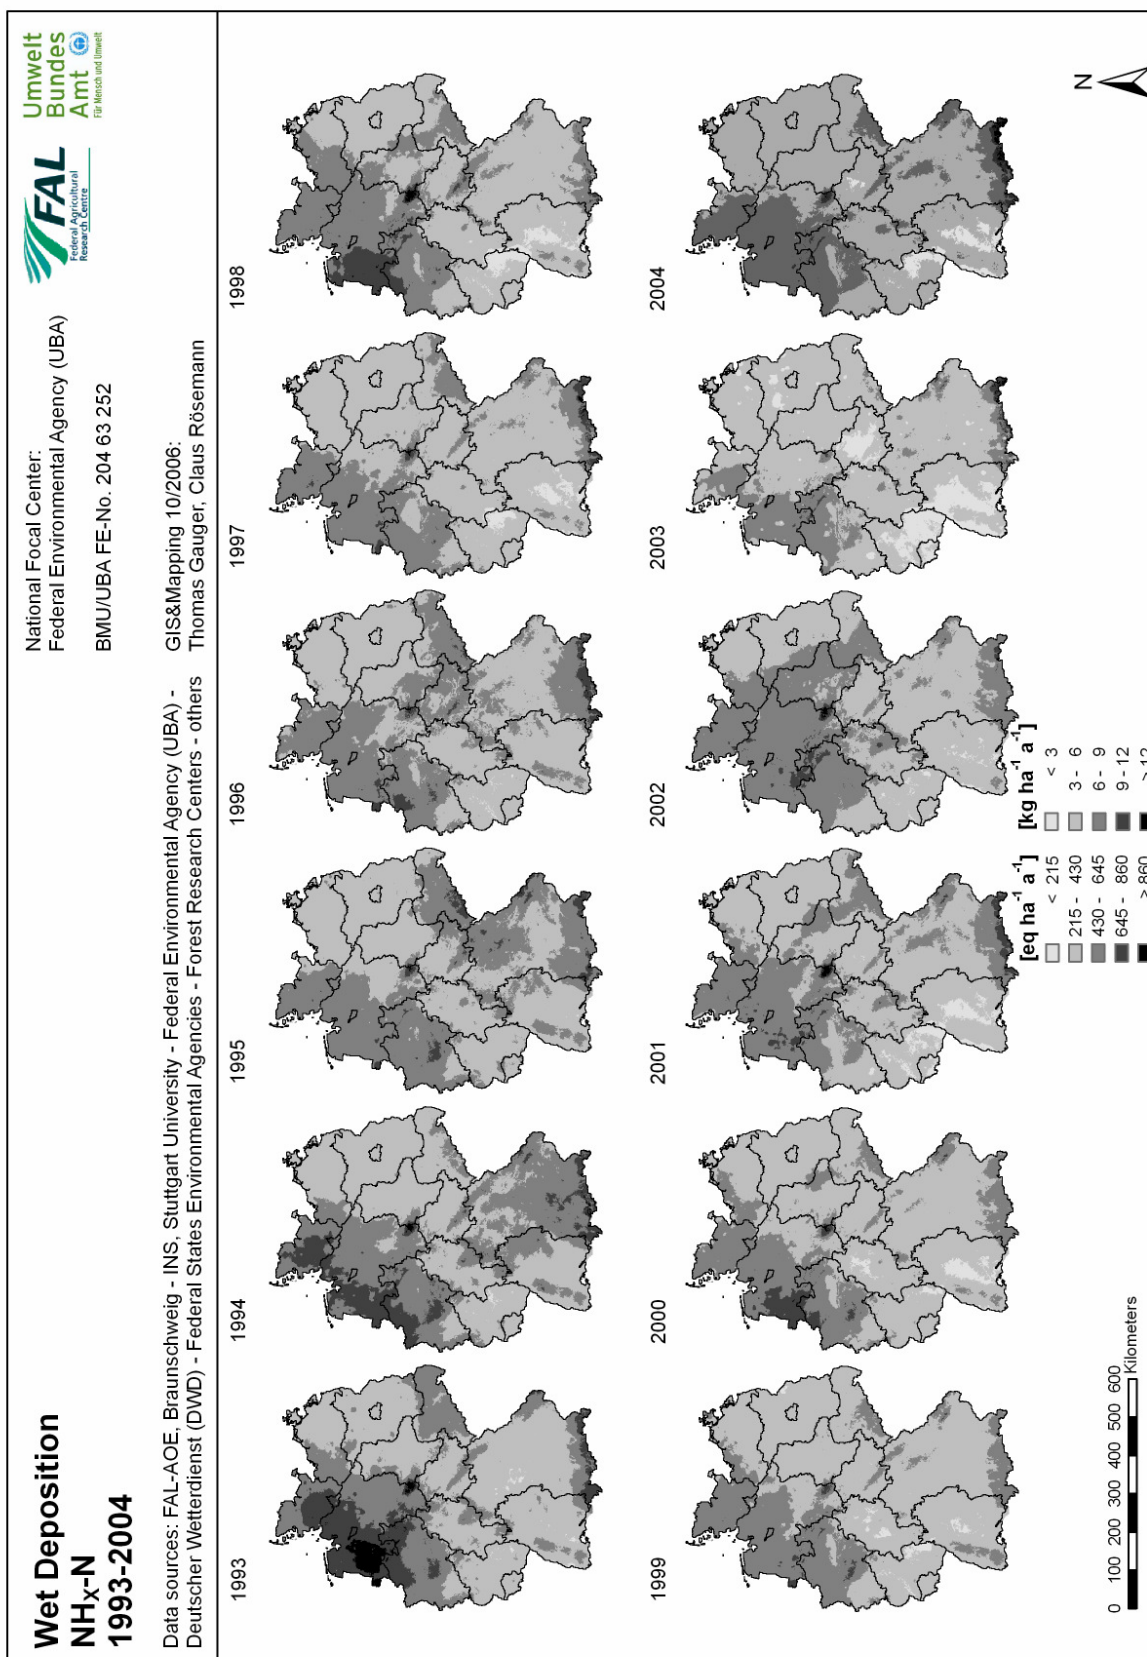 Wet Deposition
NHX-N
1993-2004
National Focal Center:
Federal Environmental Agency (UBA)
BMU/UBA FE-No. 204 63 252
FAL
Federal Agricultural
Research Centre
Umwelt
Bundes
Amt
Für Mensch und Umwelt
Data sources: FAL-AOE, Braunschweig - INS, Stuttgart University - Federal Environmental Agency (UBA) -
Deutscher Wetterdienst (DWD) - Federal States Environmental Agencies - Forest Research Centers - others
GIS&Mapping 10/2006:
Thomas Gauger, Claus Rösemann
1993
1994
1995
1996
1997
1998
1999
2000
2001
2002
2003
2004
0 100 200 300 400 500 600
Kilometers
[eq ha-1 a-1] [kg ha-1 a-1]
< 215 < 3
215 - 430 3 - 6
430 - 645 6 - 9
645 - 860 9 - 12
> 860 > 12
N